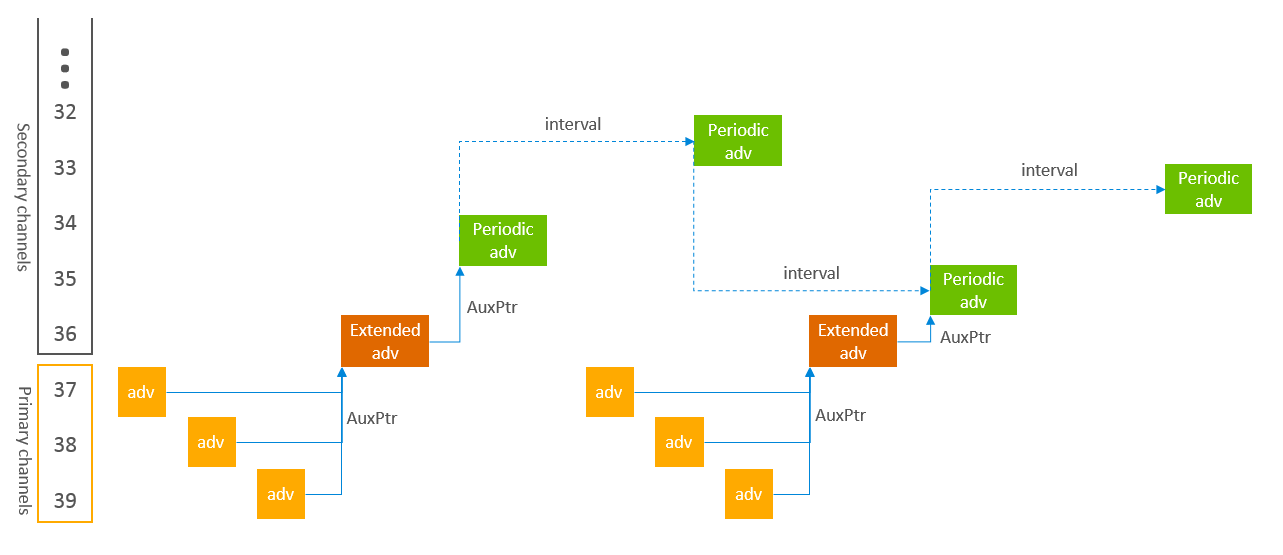 Secondary channels
32
33
34
35
36
Primary channels
37
38
39
interval
Periodic
adv
interval
Periodic
adv
Periodic
adv
interval
Periodic
adv
AuxPtr
Extended
adv
Extended
adv
AuxPtr
adv
adv
AuxPtr
AuxPtr
adv
adv
adv
adv